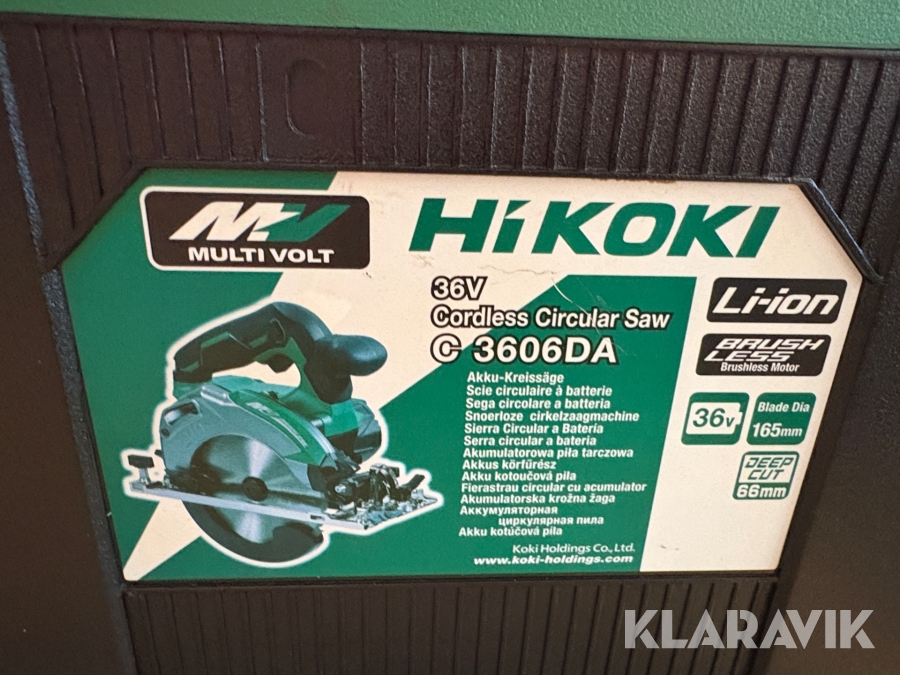 MV
MULTI VOLT
HiKOKI
36V
Cordless Circular Saw
C 3606DA
Akku-Kreissäge
Scie circulaire à batterie
Sega circolare a batteria
Snoerloze cirkelzaagmachine
Sierra Circular a Batería
Serra circular a bateria
Akumulatorowa piła tarczowa
Akkus körfűrész
Akku kotoučová pila
Fierastrau circular cu acumulator
Akumulatorska krožna žaga
Аккумуляторная
циркулярная пила
Akku kotúčová píla
Koki Holdings Co., Ltd.
www.koki-holdings.com
Li-ion
BRUSH
LESS
Brushless Motor
36V
Blade Dia
165mm
DEEP
CUT
66mm
KLARAVIK